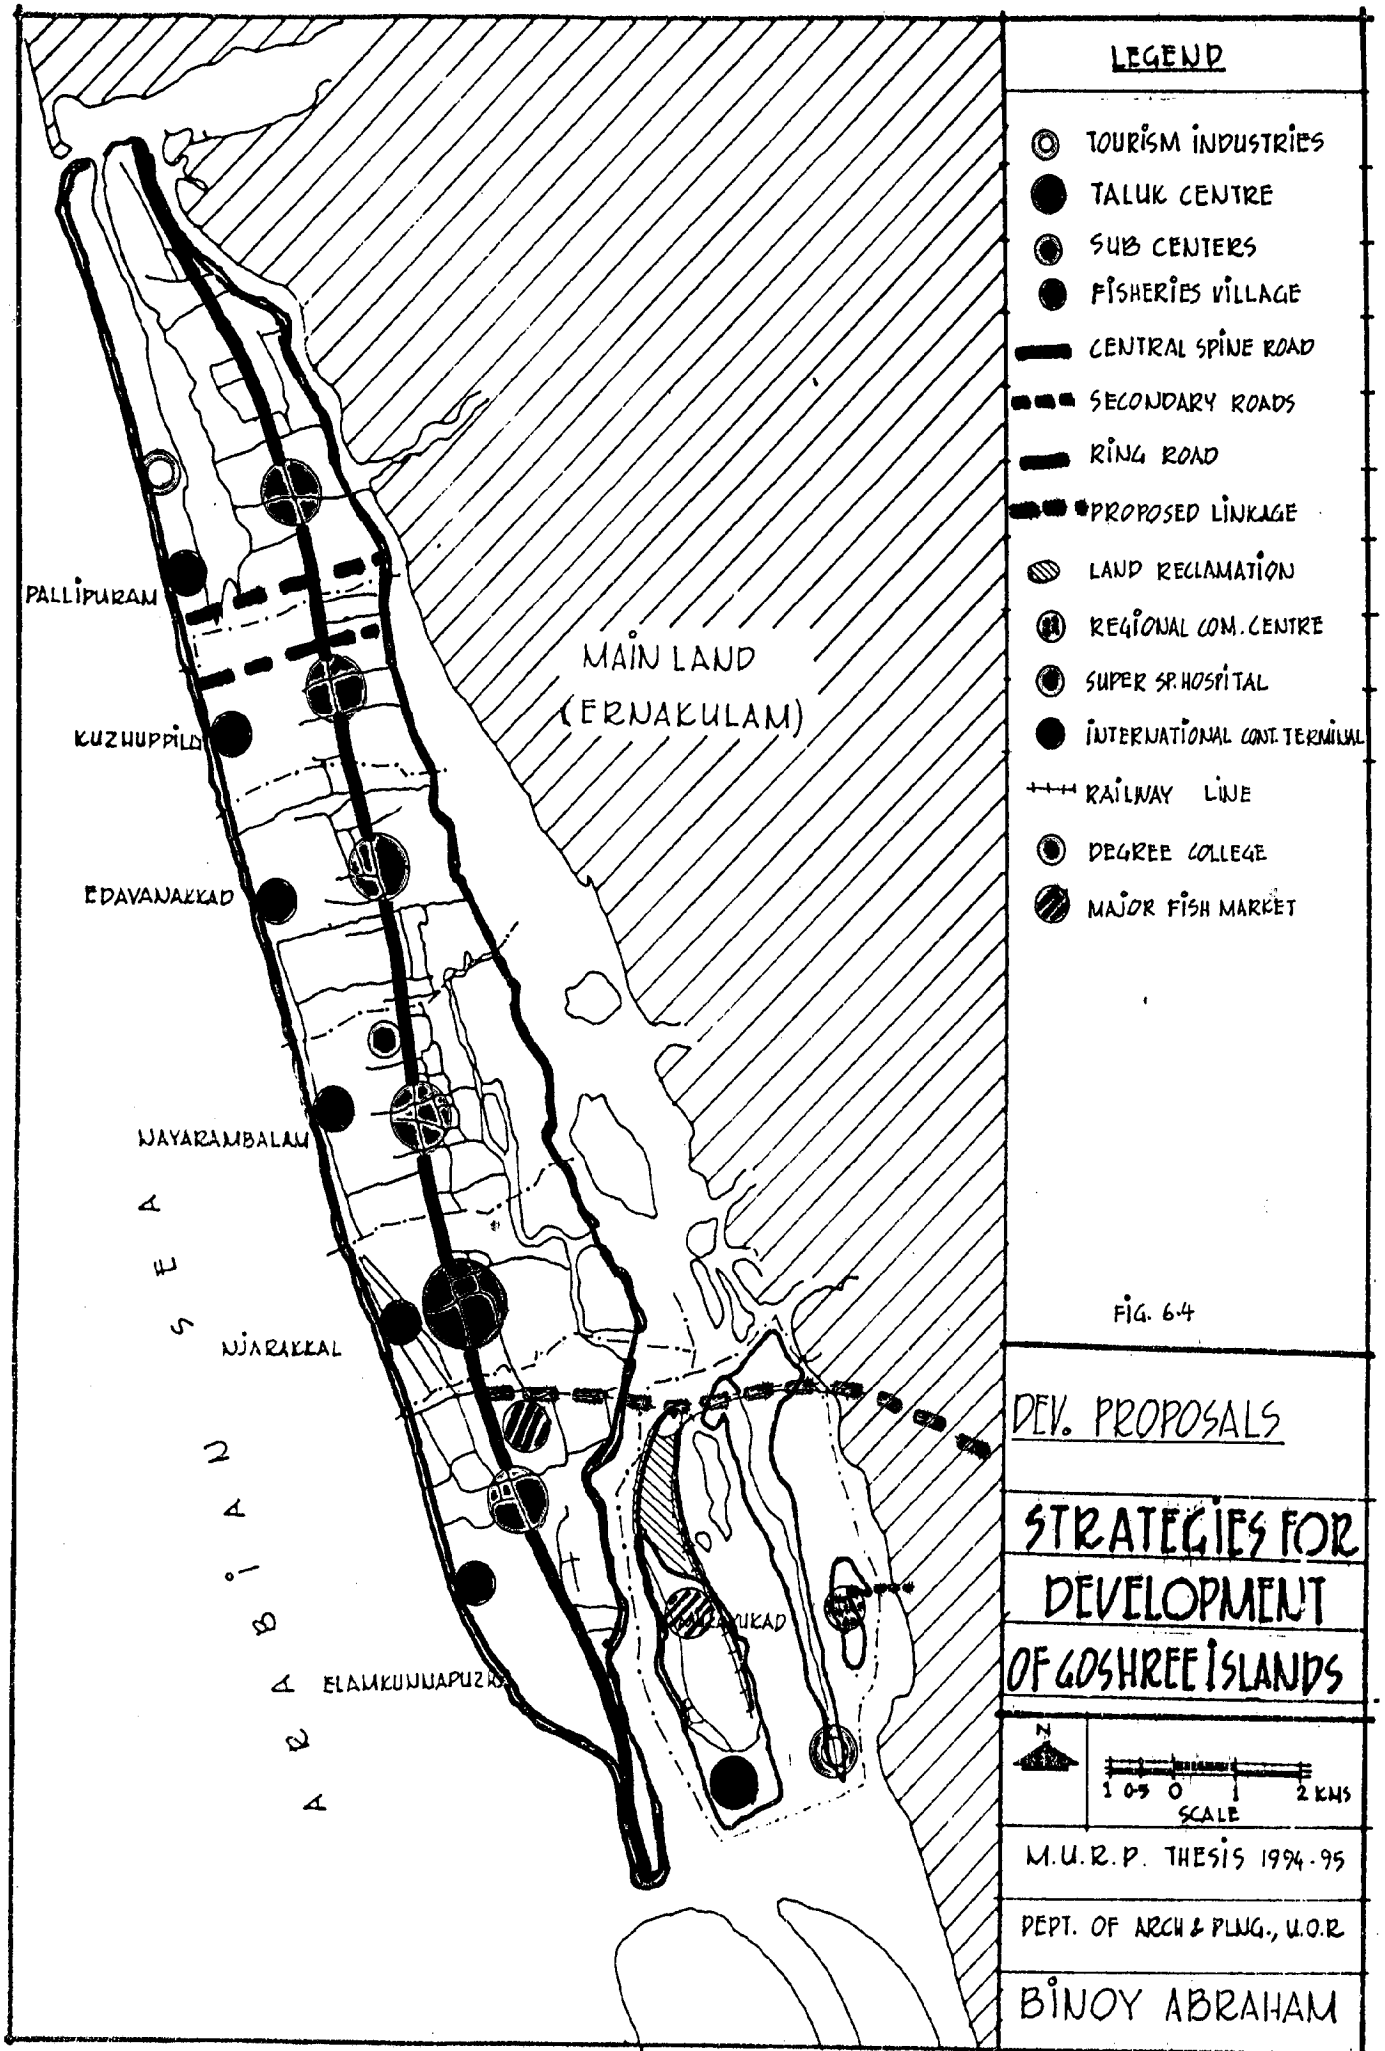 PALLIPURAM
KUZHUPPILLY
EDAVANAKKAD
NAYARAMBALAM
NJARAKKAL
ELAMKUNNAPUZHA
ARABIAN SEA
MAIN LAND
(ERNAKULAM)
LEGEND
TOURISM INDUSTRIES
TALUK CENTRE
SUB CENTERS
FISHERIES VILLAGE
CENTRAL SPINE ROAD
SECONDARY ROADS
RING ROAD
PROPOSED LINKAGE
LAND RECLAMATION
REGIONAL COM. CENTRE
SUPER SP. HOSPITAL
INTERNATIONAL CONT. TERMINAL
RAILWAY LINE
DEGREE COLLEGE
MAJOR FISH MARKET
FIG. 6.4
DEV. PROPOSALS
STRATEGIES FOR
DEVELOPMENT
OF GOSHREE ISLANDS
N
1 0.5 0 1 2 KMS
SCALE
M.U.R.P. THESIS 1994-95
DEPT. OF ARCH & PLNG., U.O.R
BINOY ABRAHAM